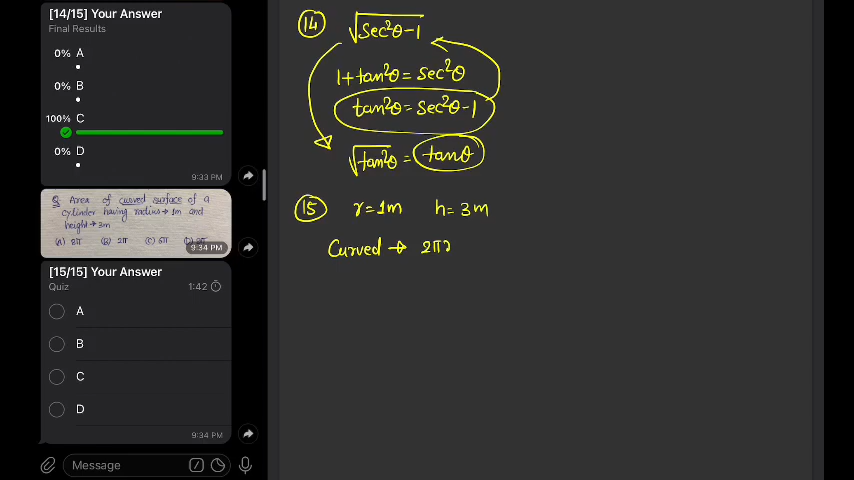 [14/15] Your Answer
Final Results
0% A
0% B
100% C
0% D
9:33 PM
Q Area of curved surface of a
cylinder having radius→1m and
height→3m
(A) 8π (B) 2π (C) 6π
9:34 PM
[15/15] Your Answer
Quiz 1:42
A
B
C
D
9:34 PM
Message
14 √Sec²θ-1
1+tan²θ=sec²θ
tan²θ=sec²θ-1
√tan²θ = tanθ
15 r=1m h=3m
Curved → 2π